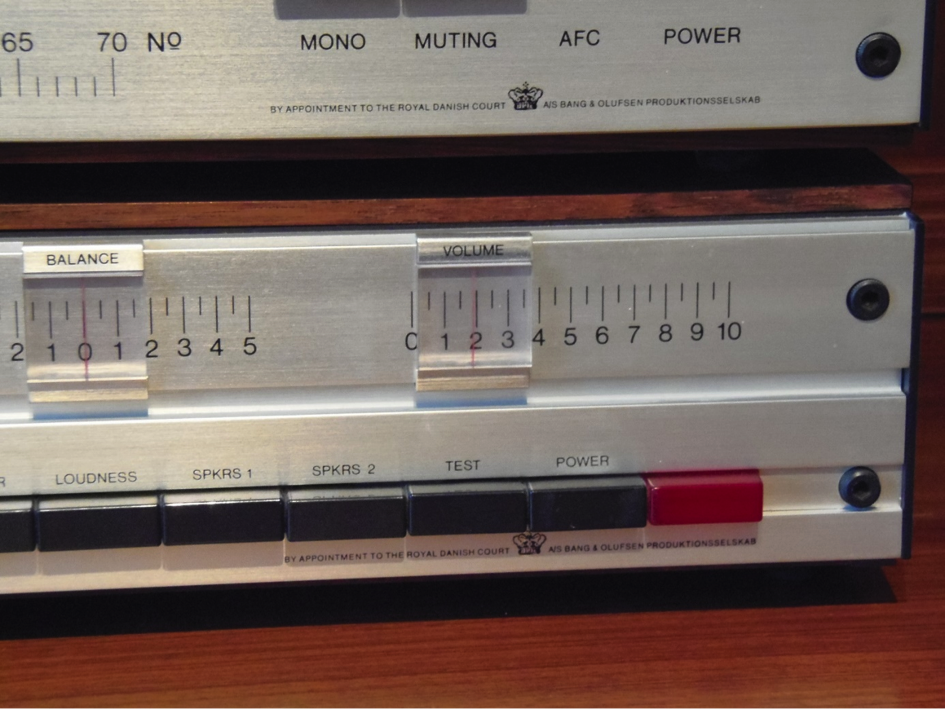 65 70 Nº MONO MUTING AFC POWER
BY APPOINTMENT TO THE ROYAL DANISH COURT A/S BANG & OLUFSEN PRODUKTIONSSELSKAB
BALANCE VOLUME
2 1 0 1 2 3 4 5 0 1 2 3 4 5 6 7 8 9 10
R LOUDNESS SPKRS 1 SPKRS 2 TEST POWER
BY APPOINTMENT TO THE ROYAL DANISH COURT A/S BANG & OLUFSEN PRODUKTIONSSELSKAB